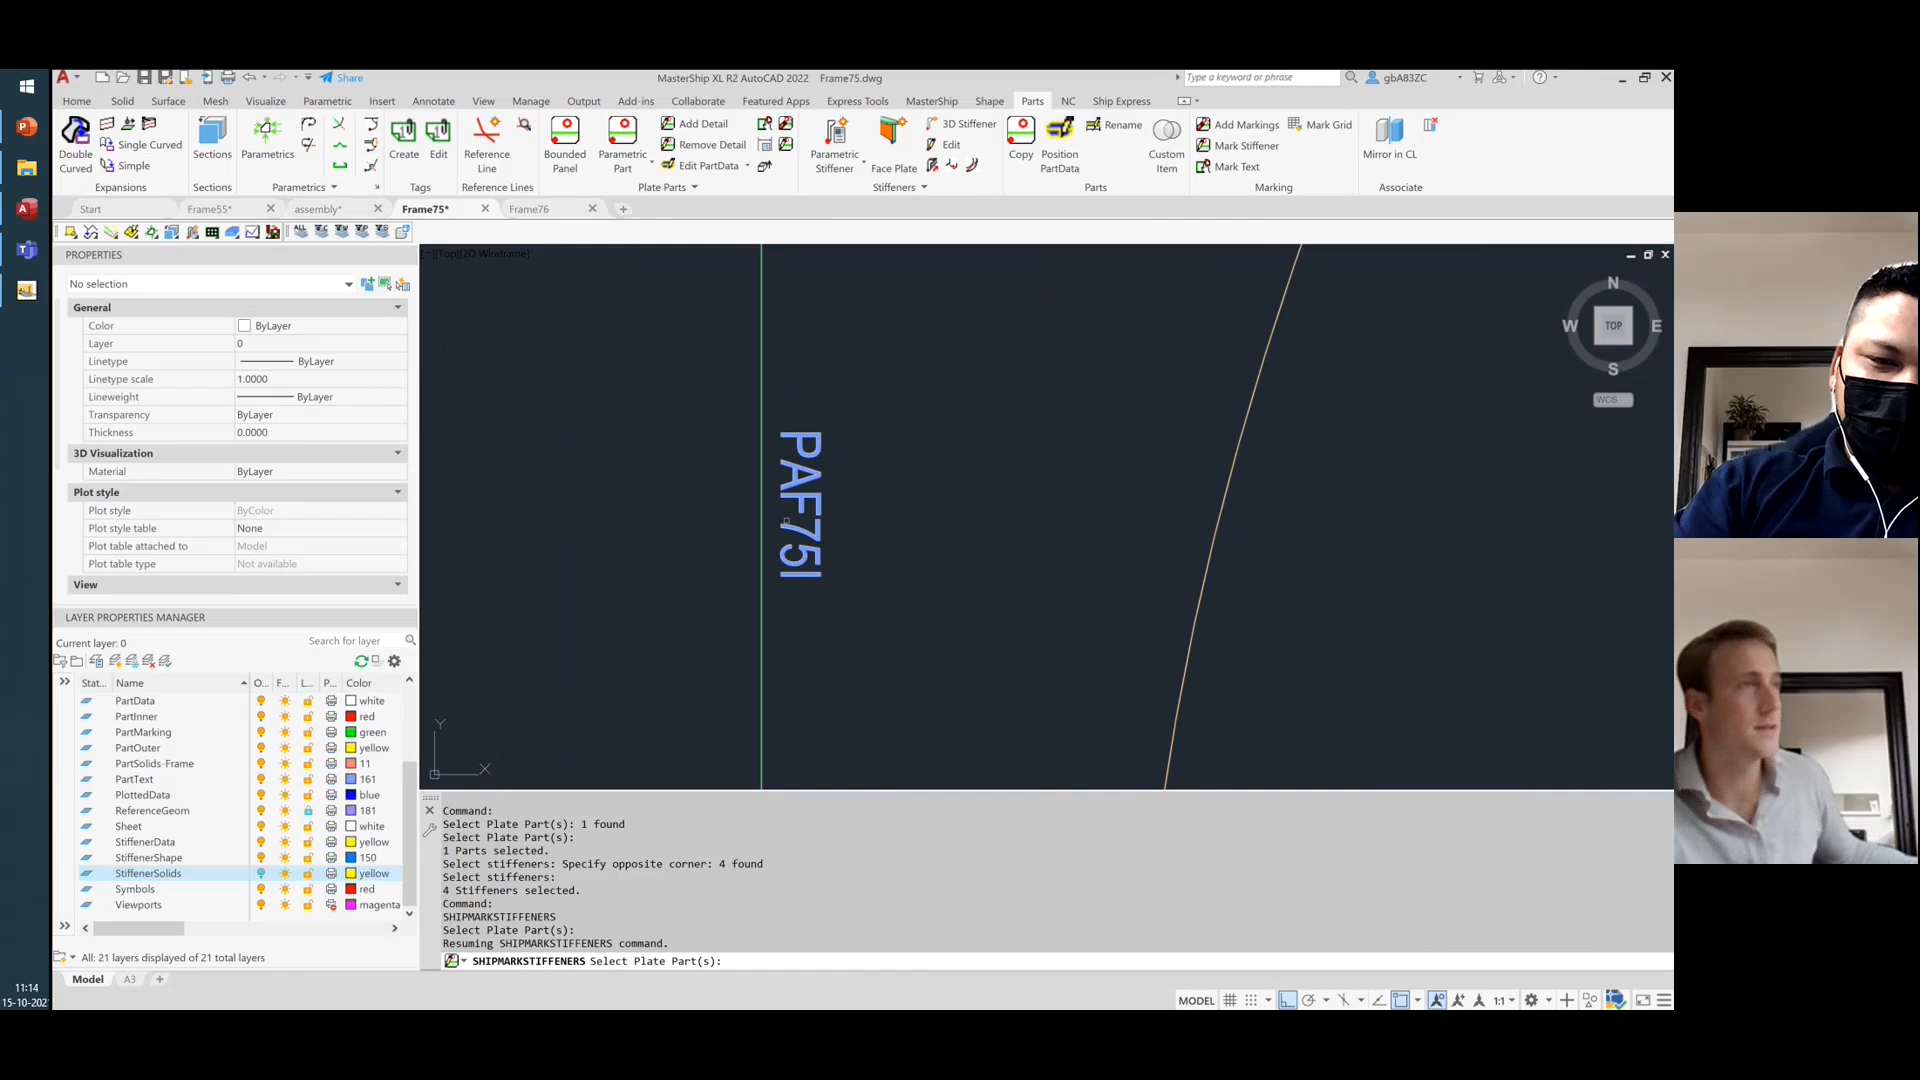 Share
MasterShip XL R2 AutoCAD 2022 Frame75.dwg
Type a keyword or phrase
gbA83ZC
Home Solid Surface Mesh Visualize Parametric Insert Annotate View Manage Output Add-ins Collaborate Featured Apps Express Tools MasterShip Shape Parts NC Ship Express
Double Curved
Single Curved
Simple
Expansions
Sections
Sections
Parametrics
Parametrics
Create
Edit
Tags
Reference Line
Reference Lines
Bounded Panel
Parametric Part
Add Detail
Remove Detail
Edit PartData
Plate Parts
Parametric Stiffener
Face Plate
3D Stiffener
Edit
Stiffeners
Copy
Position PartData
Rename
Custom Item
Parts
Add Markings
Mark Grid
Mark Stiffener
Mark Text
Marking
Mirror in CL
Associate
Start Frame55* assembly* Frame75* Frame76
PROPERTIES
No selection
General
Color ByLayer
Layer 0
Linetype ByLayer
Linetype scale 1.0000
Lineweight ByLayer
Transparency ByLayer
Thickness 0.0000
3D Visualization
Material ByLayer
Plot style
Plot style ByColor
Plot style table None
Plot table attached to Model
Plot table type Not available
View
LAYER PROPERTIES MANAGER
Current layer: 0
Search for layer
Stat... Name O... F... L... P... Color
PartData white
PartInner red
PartMarking green
PartOuter yellow
PartSolids-Frame 11
PartText 161
PlottedData blue
ReferenceGeom 181
Sheet white
StiffenerData yellow
StiffenerShape 150
StiffenerSolids yellow
Symbols red
Viewports magenta
All: 21 layers displayed of 21 total layers
Model A3
[−][Top][2D Wireframe]
PAF75I
N
W TOP E
S
WCS
Y
X
Command:
Select Plate Part(s): 1 found
Select Plate Part(s):
1 Parts selected.
Select stiffeners: Specify opposite corner: 4 found
Select stiffeners:
4 Stiffeners selected.
Command:
SHIPMARKSTIFFENERS
Select Plate Part(s):
Resuming SHIPMARKSTIFFENERS command.
SHIPMARKSTIFFENERS Select Plate Part(s):
MODEL 1:1
11:14